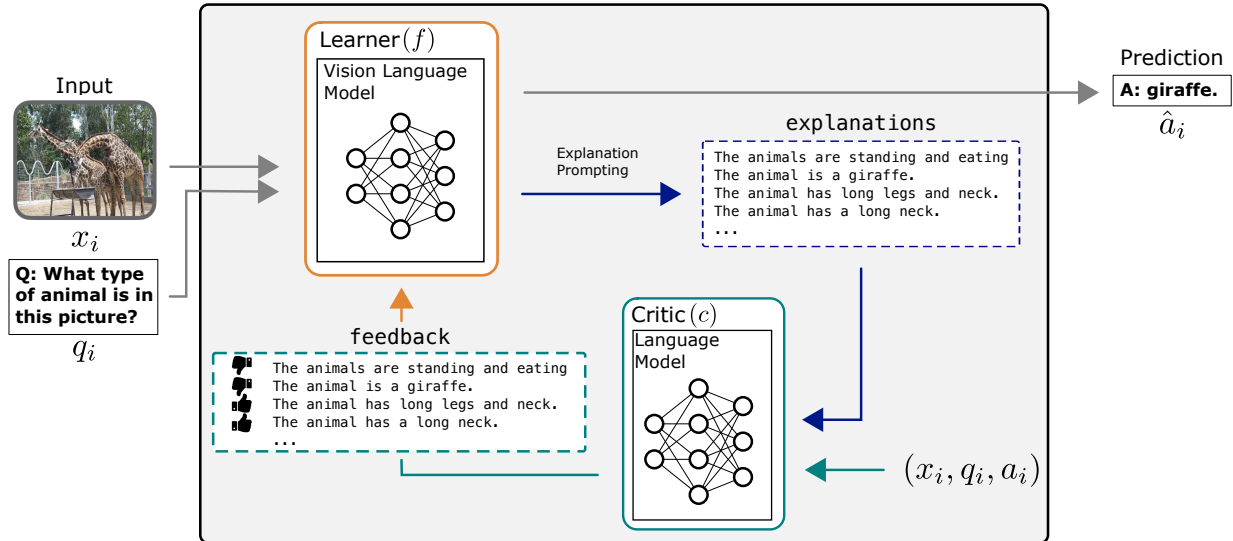 Input
x_i
Q: What type
of animal is in
this picture?
q_i
Learner(f)
Vision Language
Model
Explanation
Prompting
explanations
The animals are standing and eating
The animal is a giraffe.
The animal has long legs and neck.
The animal has a long neck.
...
Prediction
A: giraffe.
â_i
feedback
The animals are standing and eating
The animal is a giraffe.
The animal has long legs and neck.
The animal has a long neck.
...
Critic(c)
Language
Model
(x_i, q_i, a_i)